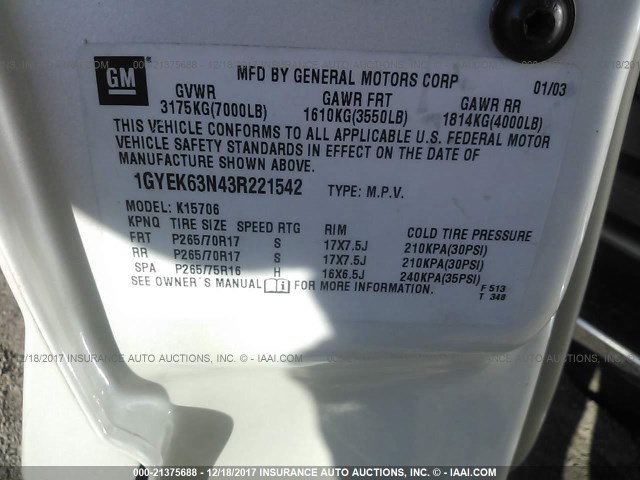 GM
MFD BY GENERAL MOTORS CORP 01/03
GVWR GAWR FRT GAWR RR
3175KG(7000LB) 1610KG(3550LB) 1814KG(4000LB)
THIS VEHICLE CONFORMS TO ALL APPLICABLE U.S. FEDERAL MOTOR
VEHICLE SAFETY STANDARDS IN EFFECT ON THE DATE OF
MANUFACTURE SHOWN ABOVE.
1GYEK63N43R221542 TYPE: M.P.V.
MODEL: K15706
KPNQ TIRE SIZE SPEED RTG RIM COLD TIRE PRESSURE
FRT P265/70R17 S 17X7.5J 210KPA(30PSI)
RR P265/70R17 S 17X7.5J 210KPA(30PSI)
SPA P265/75R16 H 16X6.5J 240KPA(35PSI)
SEE OWNER'S MANUAL FOR MORE INFORMATION.
F 513
T 348
12/18/2017 INSURANCE AUTO AUCTIONS, INC. © - IAAI.COM
000-21375688 - 12/18/2017 INSURANCE AUTO AUCTIONS, INC. © - IAAI.COM